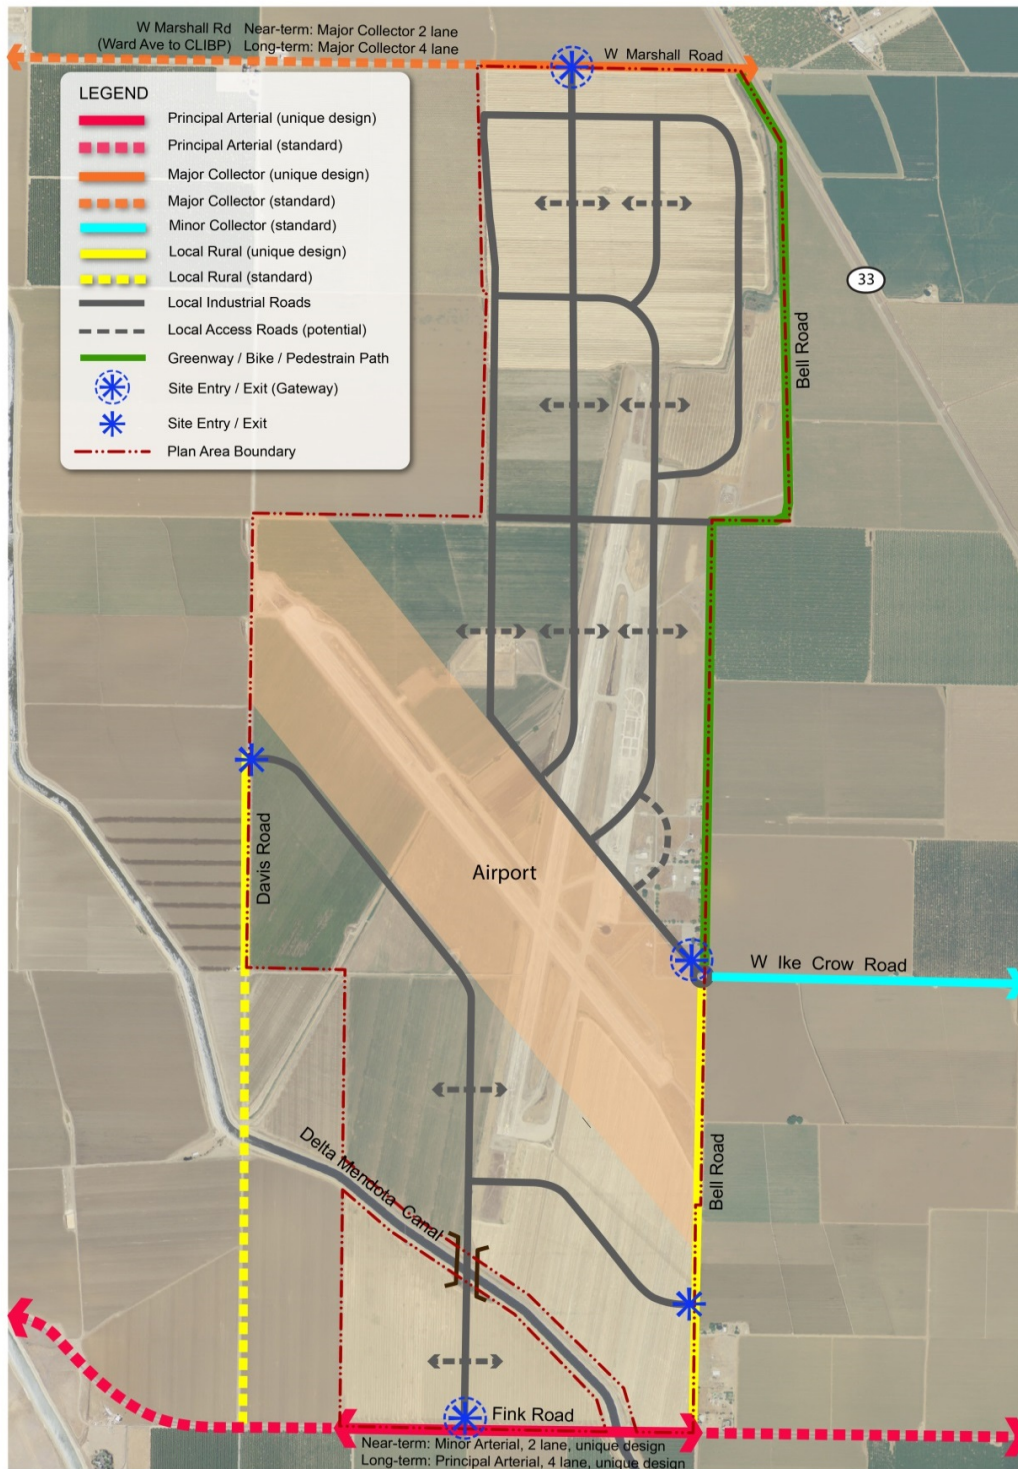 W Marshall Rd Near-term: Major Collector 2 lane
(Ward Ave to CLIBP) Long-term: Major Collector 4 lane
W Marshall Road
LEGEND
Principal Arterial (unique design)
Principal Arterial (standard)
Major Collector (unique design)
Major Collector (standard)
Minor Collector (standard)
Local Rural (unique design)
Local Rural (standard)
Local Industrial Roads
Local Access Roads (potential)
Greenway / Bike / Pedestrain Path
Site Entry / Exit (Gateway)
Site Entry / Exit
Plan Area Boundary
33
Bell Road
Davis Road
Airport
W Ike Crow Road
Delta Mendota Canal
Bell Road
Fink Road
Near-term: Minor Arterial, 2 lane, unique design
Long-term: Principal Arterial, 4 lane, unique design